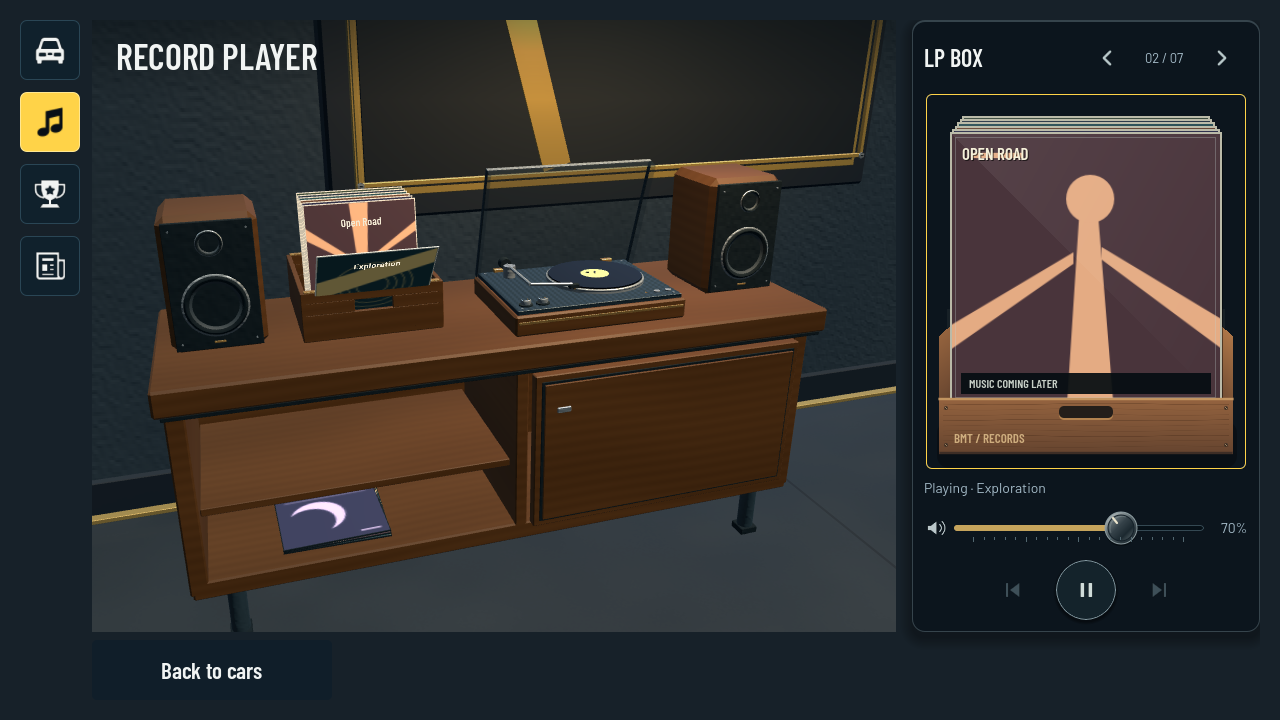 RECORD PLAYER
Open Road
Exploration
Back to cars
LP BOX
02 / 07
OPEN ROAD
MUSIC COMING LATER
BMT / RECORDS
Playing · Exploration
70%